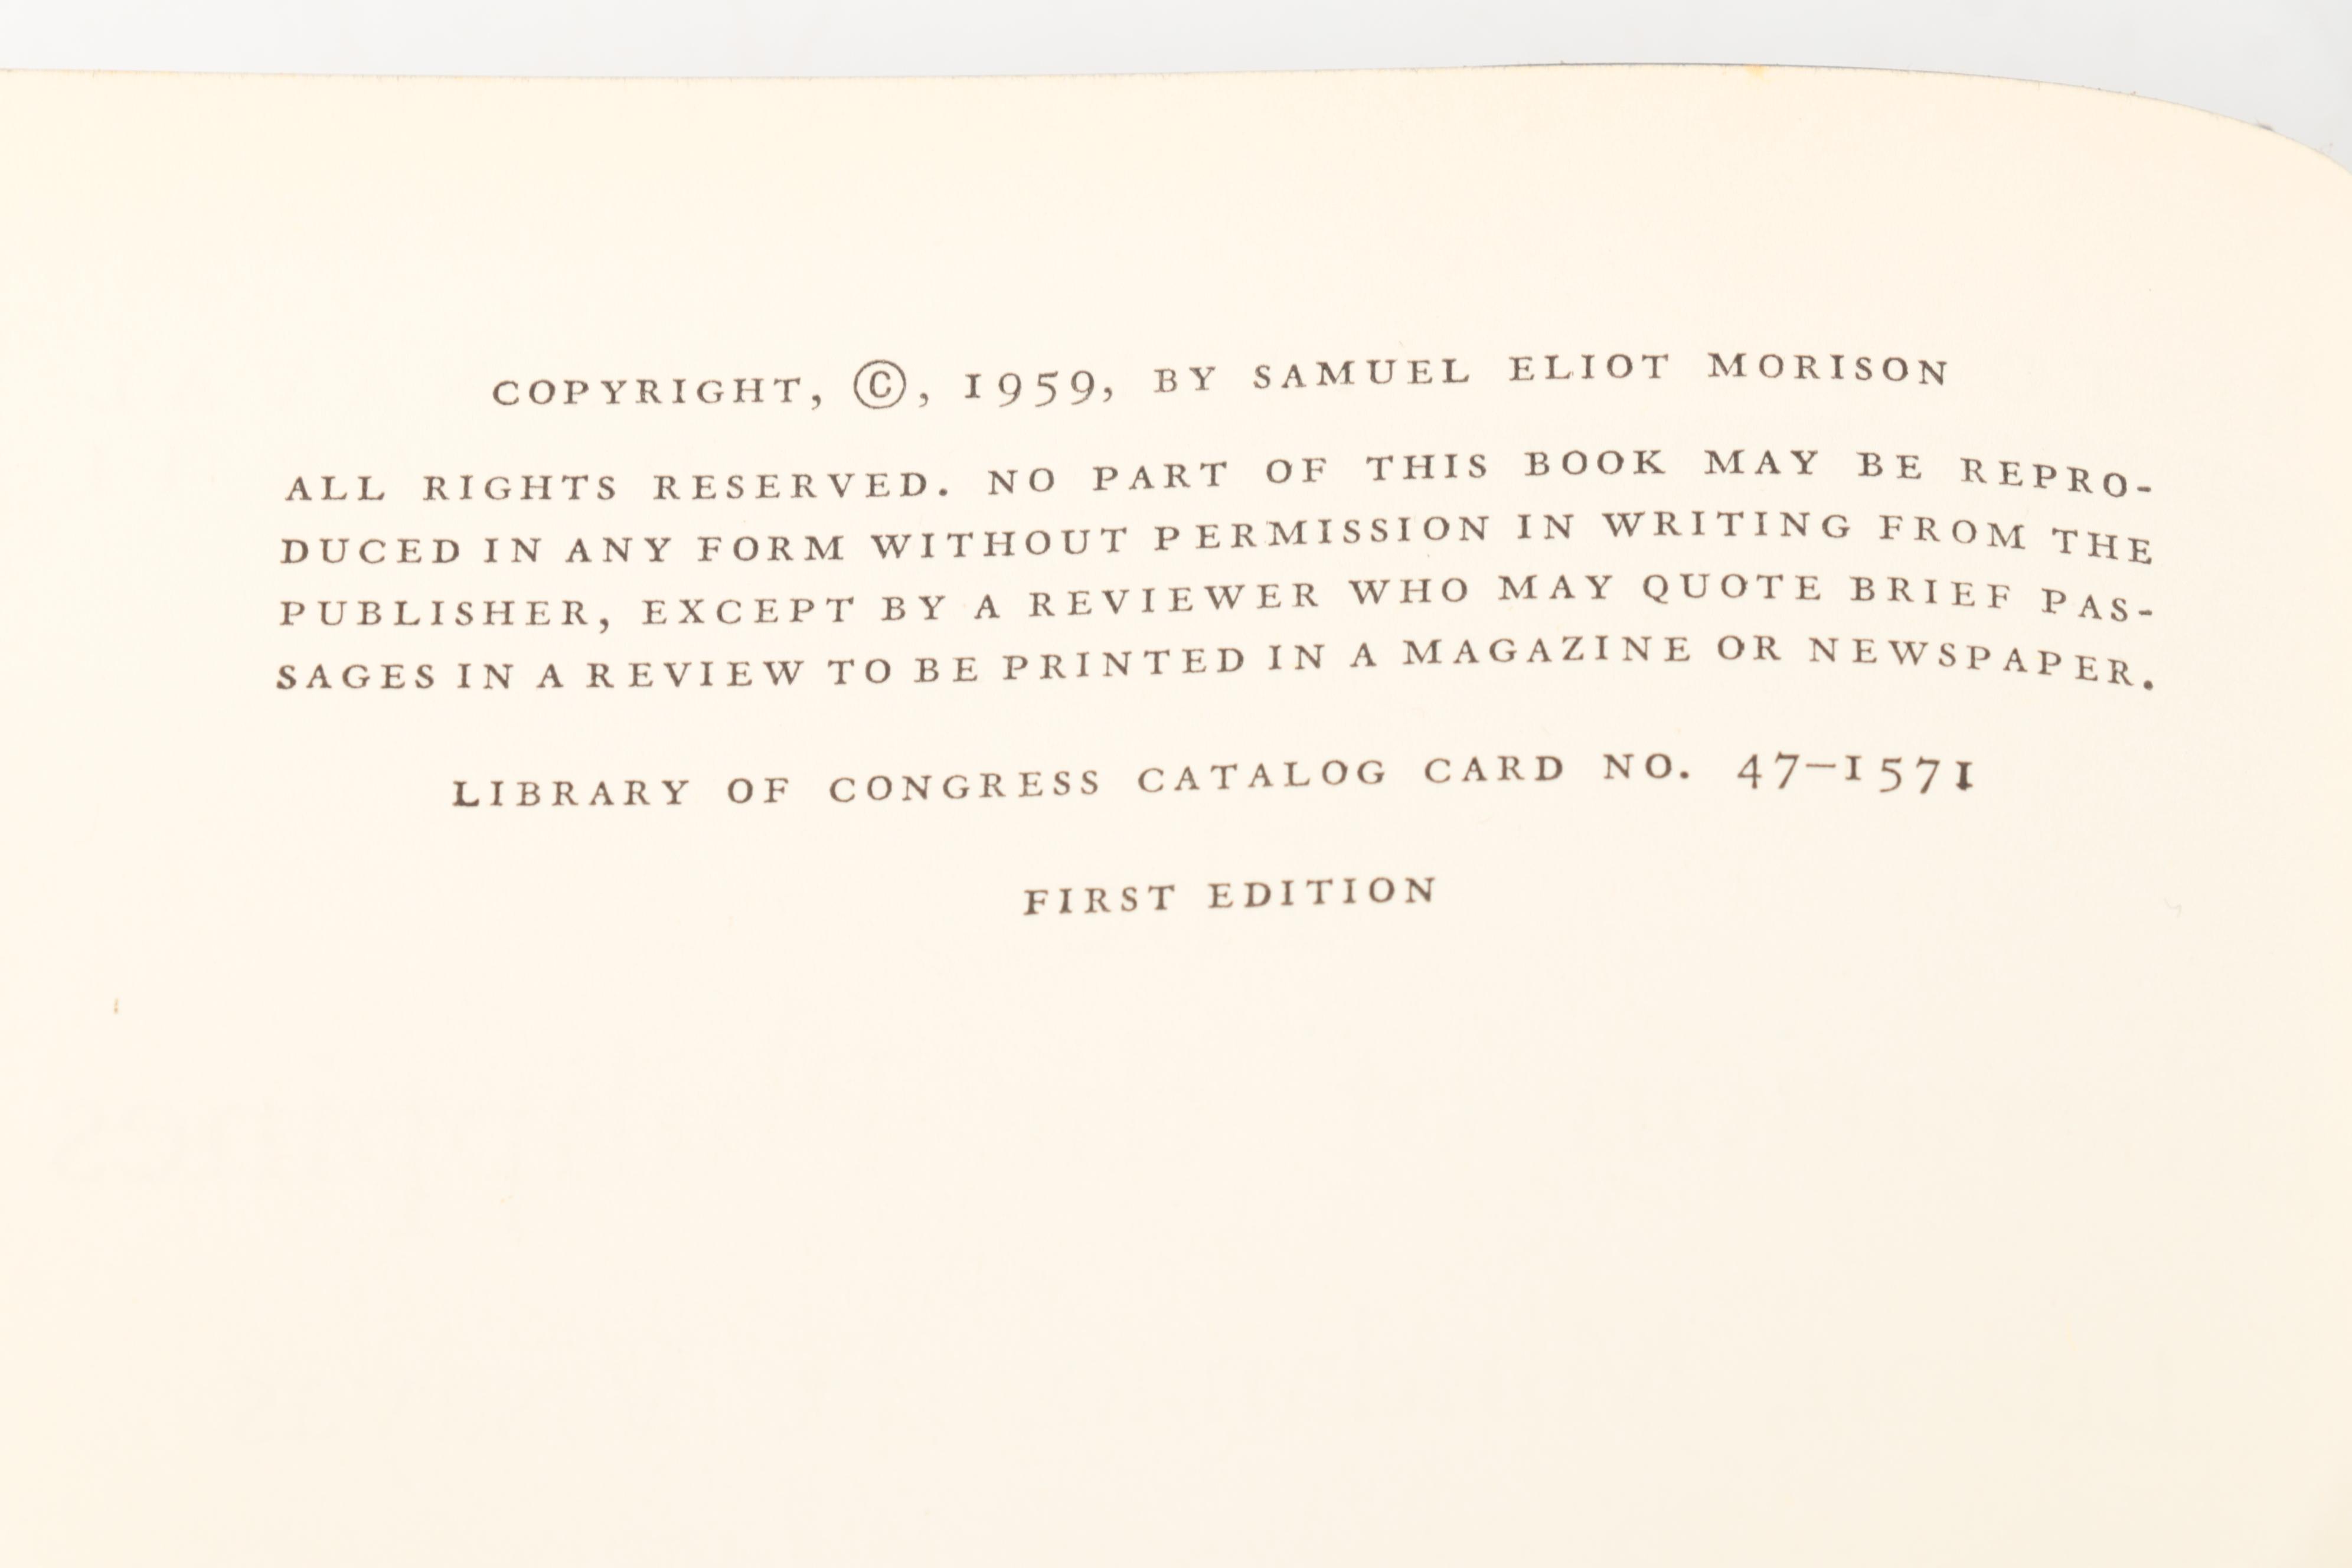 COPYRIGHT, ©, 1959, BY SAMUEL ELIOT MORISON
ALL RIGHTS RESERVED. NO PART OF THIS BOOK MAY BE REPRO-
DUCED IN ANY FORM WITHOUT PERMISSION IN WRITING FROM THE
PUBLISHER, EXCEPT BY A REVIEWER WHO MAY QUOTE BRIEF PAS-
SAGES IN A REVIEW TO BE PRINTED IN A MAGAZINE OR NEWSPAPER.
LIBRARY OF CONGRESS CATALOG CARD NO. 47–1571
FIRST EDITION